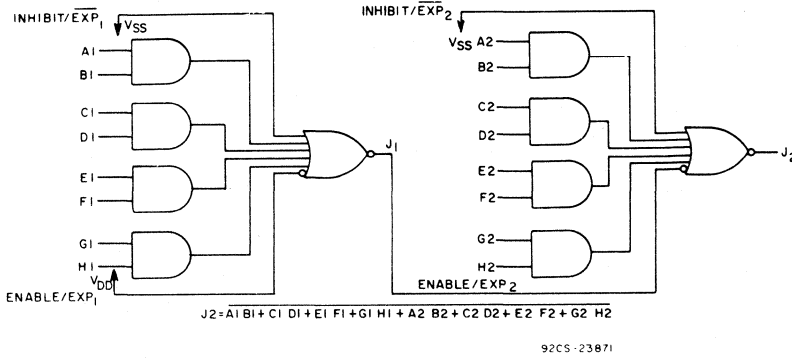 INHIBIT/EXP1
VSS
A1
B1
C1
D1
E1
F1
G1
H1
VDD
ENABLE/EXP1
J1
INHIBIT/EXP2
VSS
A2
B2
C2
D2
E2
F2
G2
H2
ENABLE/EXP2
J2
J2=A1 B1+ C1 D1+E1 F1+G1 H1 + A2 B2+C2 D2+E2 F2+ G2 H2
92CS-23871